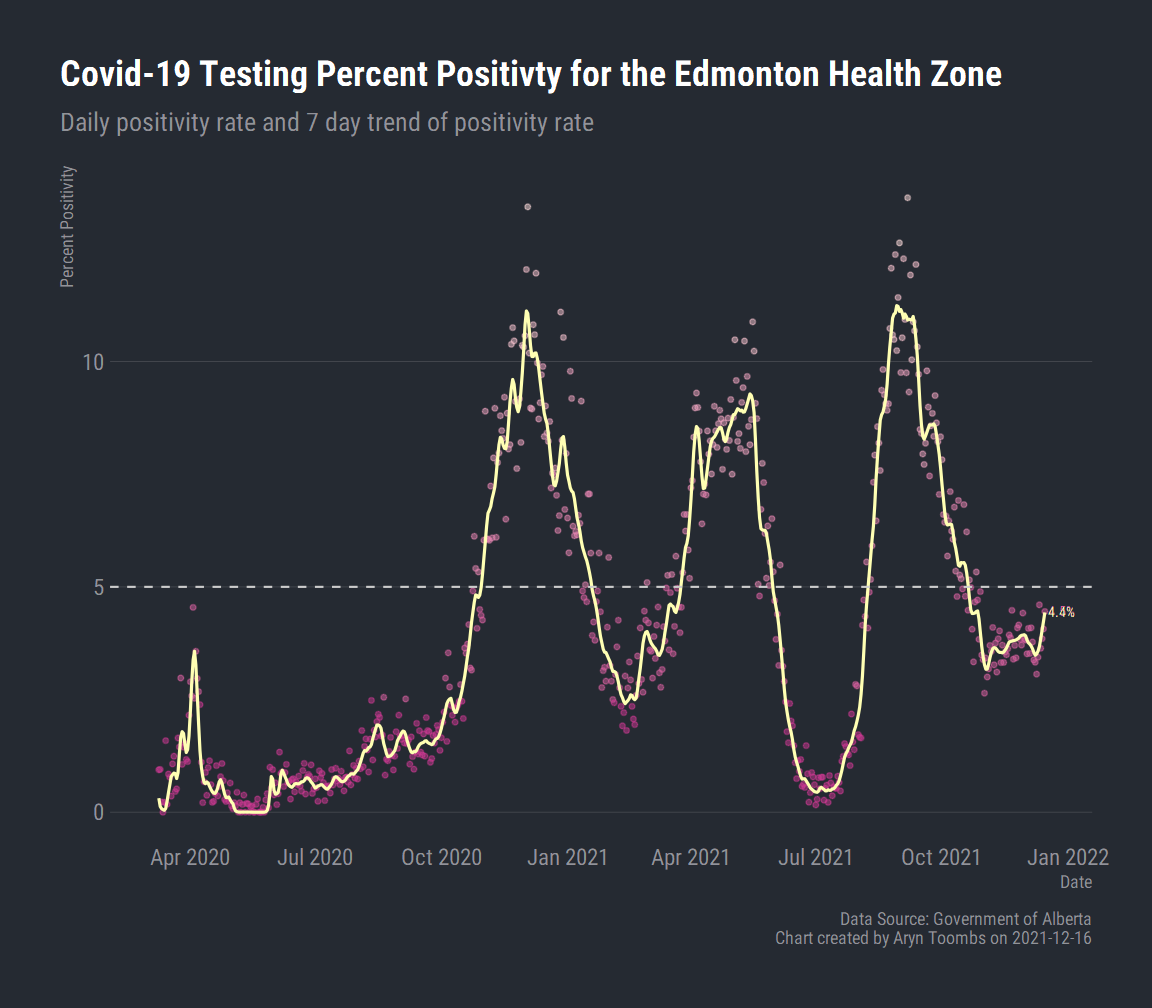 Covid-19 Testing Percent Positivty for the Edmonton Health Zone
Daily positivity rate and 7 day trend of positivity rate
Percent Positivity
10
5
4.4%
0
Apr 2020 Jul 2020 Oct 2020 Jan 2021 Apr 2021 Jul 2021 Oct 2021 Jan 2022
Date
Data Source: Government of Alberta
Chart created by Aryn Toombs on 2021-12-16